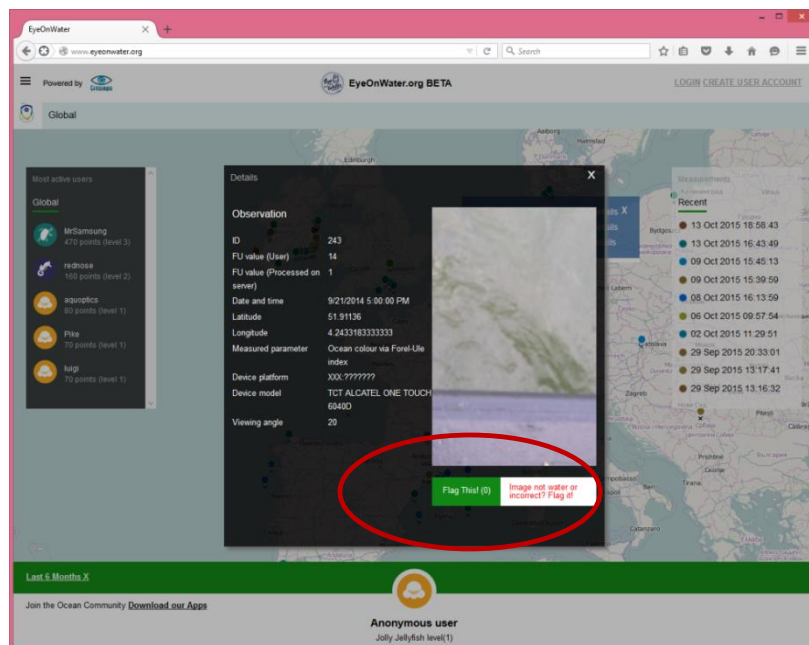 EyeOnWater
www.eyeonwater.org
Search
Powered by
EyeOnWater.org BETA
LOGIN CREATE USER ACCOUNT
Global
Aalborg
Halmstad
Edinburgh
Most active users
Global
MrSamsung
470 points (level 3)
rednose
160 points (level 2)
aquoptics
80 points (level 1)
Pike
70 points (level 1)
luigi
70 points (level 1)
Details
X
Observation
ID 243
FU value (User) 14
FU value (Processed on server) 1
Date and time 9/21/2014 5:00:00 PM
Latitude 51.91136
Longitude 4.2433183333333
Measured parameter Ocean colour via Forel-Ule index
Device platform XXX:???????
Device model TCT ALCATEL ONE TOUCH 6040D
Viewing angle 20
Flag This! (0)
Image not water or incorrect? Flag it!
X
Measurements
Recent
13 Oct 2015 18:58:43
13 Oct 2015 16:43:49
09 Oct 2015 15:45:13
09 Oct 2015 15:39:59
08 Oct 2015 16:13:59
06 Oct 2015 09:57:54
02 Oct 2015 11:29:51
29 Sep 2015 20:33:01
29 Sep 2015 13:17:41
29 Sep 2015 13:16:32
Zagreb
Tirana
Catanzaro
Last 6 Months X
Join the Ocean Community Download our Apps
Anonymous user
Jolly Jellyfish level(1)